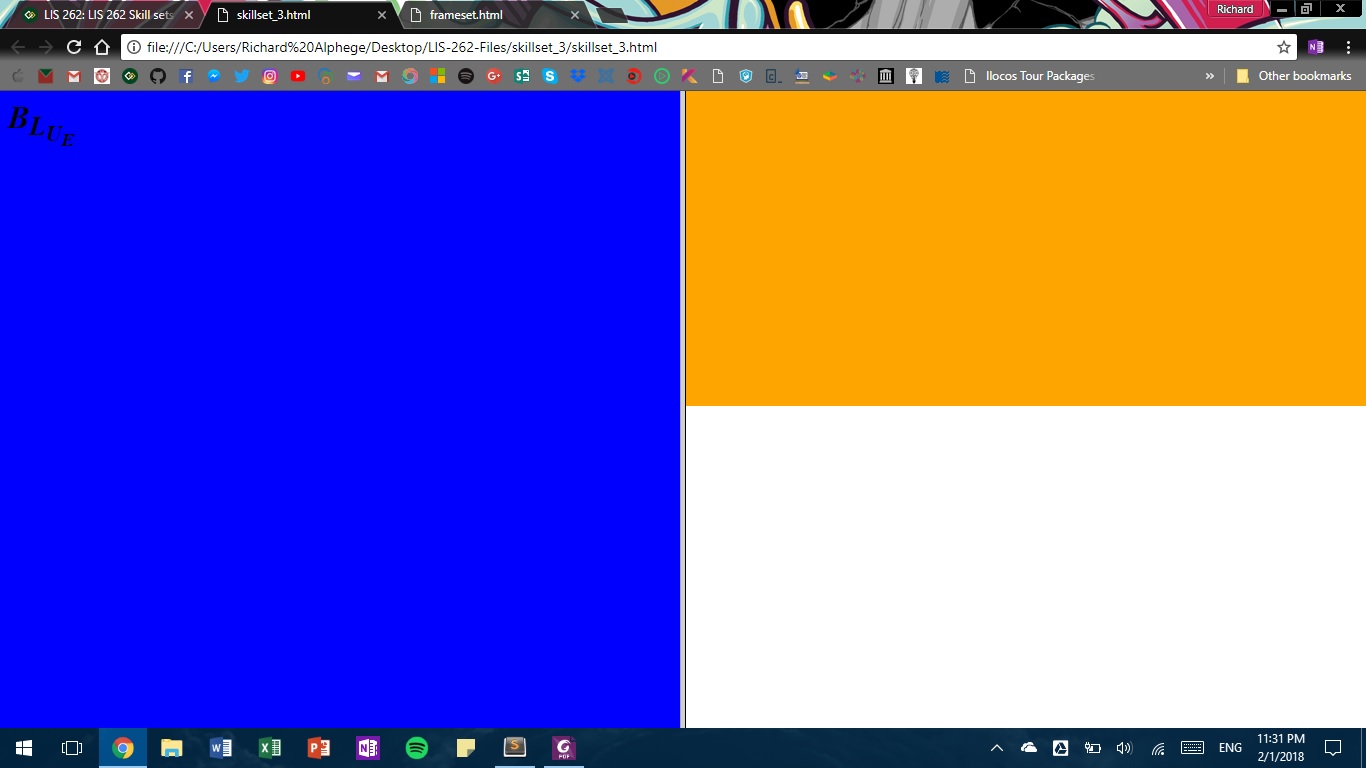 LIS 262: LIS 262 Skill sets
skillset_3.html
frameset.html
Richard
file:///C:/Users/Richard%20Alphege/Desktop/LIS-262-Files/skillset_3/skillset_3.html
Ilocos Tour Packages
»
Other bookmarks
BLUE
ENG
11:31 PM
2/1/2018